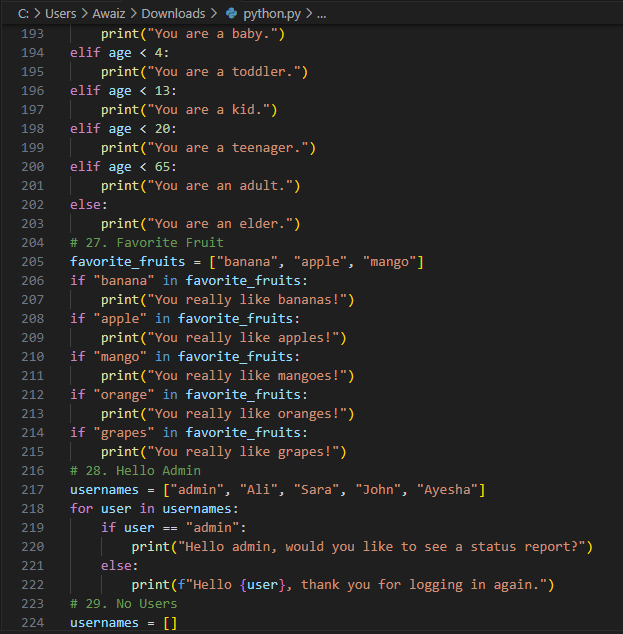 C: > Users > Awaiz > Downloads > python.py > ...
193 print("You are a baby.")
194 elif age < 4:
195 print("You are a toddler.")
196 elif age < 13:
197 print("You are a kid.")
198 elif age < 20:
199 print("You are a teenager.")
200 elif age < 65:
201 print("You are an adult.")
202 else:
203 print("You are an elder.")
204 # 27. Favorite Fruit
205 favorite_fruits = ["banana", "apple", "mango"]
206 if "banana" in favorite_fruits:
207 print("You really like bananas!")
208 if "apple" in favorite_fruits:
209 print("You really like apples!")
210 if "mango" in favorite_fruits:
211 print("You really like mangoes!")
212 if "orange" in favorite_fruits:
213 print("You really like oranges!")
214 if "grapes" in favorite_fruits:
215 print("You really like grapes!")
216 # 28. Hello Admin
217 usernames = ["admin", "Ali", "Sara", "John", "Ayesha"]
218 for user in usernames:
219 if user == "admin":
220 print("Hello admin, would you like to see a status report?")
221 else:
222 print(f"Hello {user}, thank you for logging in again.")
223 # 29. No Users
224 usernames = []